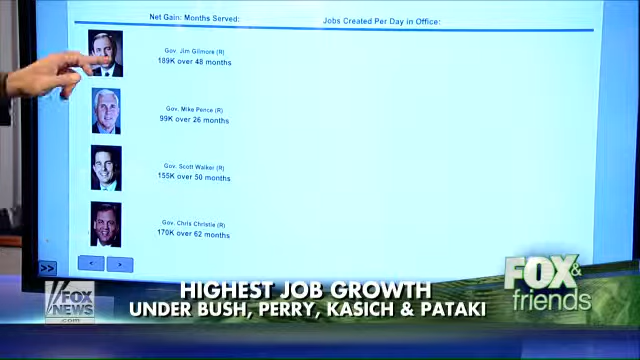 Net Gain: Months Served:
Jobs Created Per Day in Office:
Gov. Jim Gilmore (R)
189K over 48 months
Gov. Mike Pence (R)
99K over 26 months
Gov. Scott Walker (R)
155K over 50 months
Gov. Chris Christie (R)
170K over 62 months
>>
<
>
HIGHEST JOB GROWTH
UNDER BUSH, PERRY, KASICH & PATAKI
FOX NEWS
.com
FOX &
friends